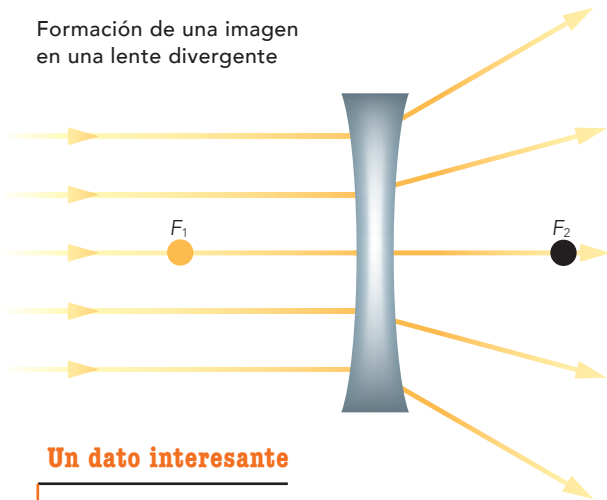 Formación de una imagen
en una lente divergente
F₁
F₂
Un dato interesante